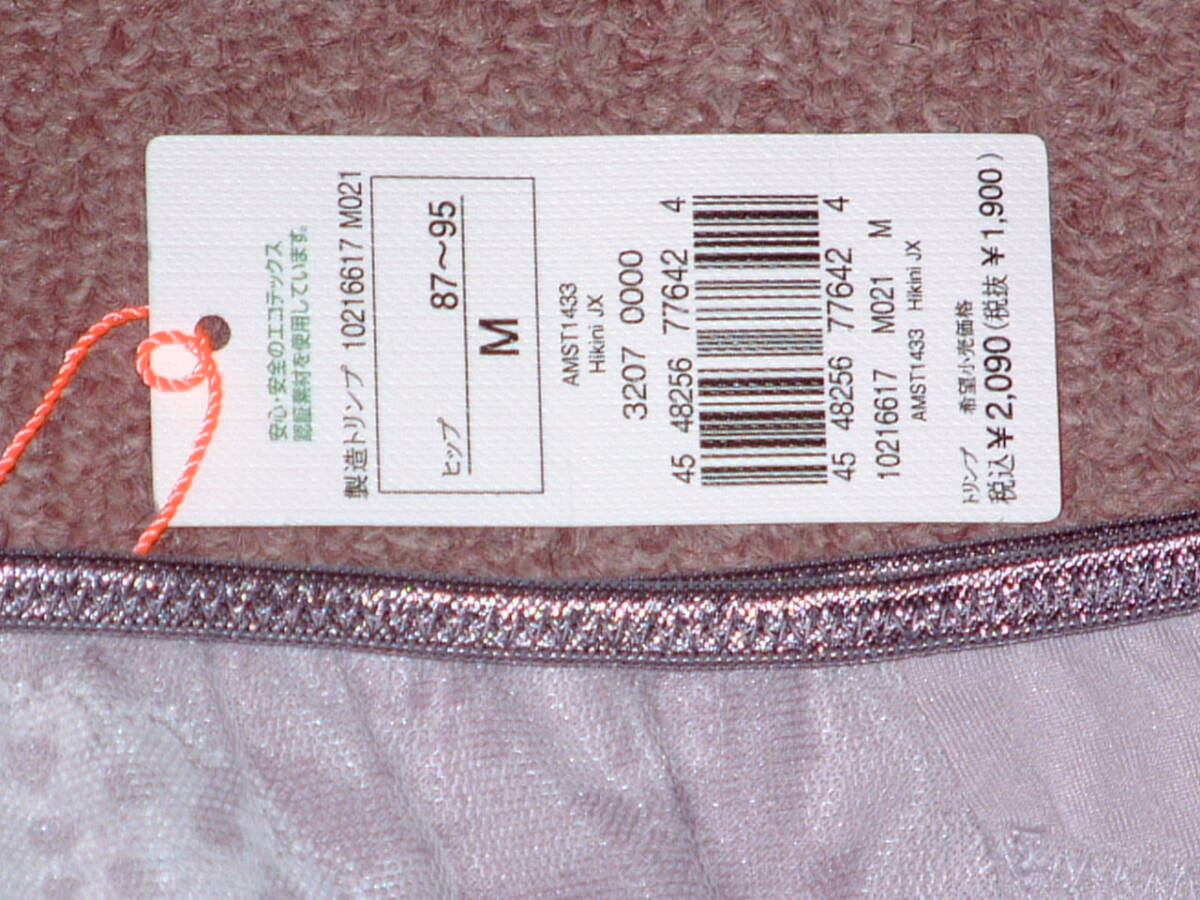 安心・安全のエコテックス
認証素材を使用しています。
製造トリンプ 10216617 M021
ヒップ 87～95
M
AMST1433
Hikini JX
3207 0000
45 48256 77642 4
45 48256 77642 4
10216617 M021 M
AMST1433 Hikini JX
トリンプ 希望小売価格
税込￥2,090(税抜 ￥1,900)